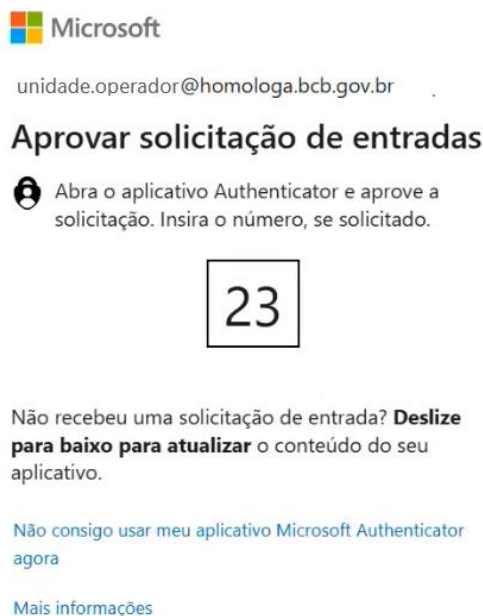 Microsoft
unidade.operador@homologa.bcb.gov.br
Aprovar solicitação de entradas
Abra o aplicativo Authenticator e aprove a
solicitação. Insira o número, se solicitado.
23
Não recebeu uma solicitação de entrada? Deslize
para baixo para atualizar o conteúdo do seu
aplicativo.
Não consigo usar meu aplicativo Microsoft Authenticator
agora
Mais informações